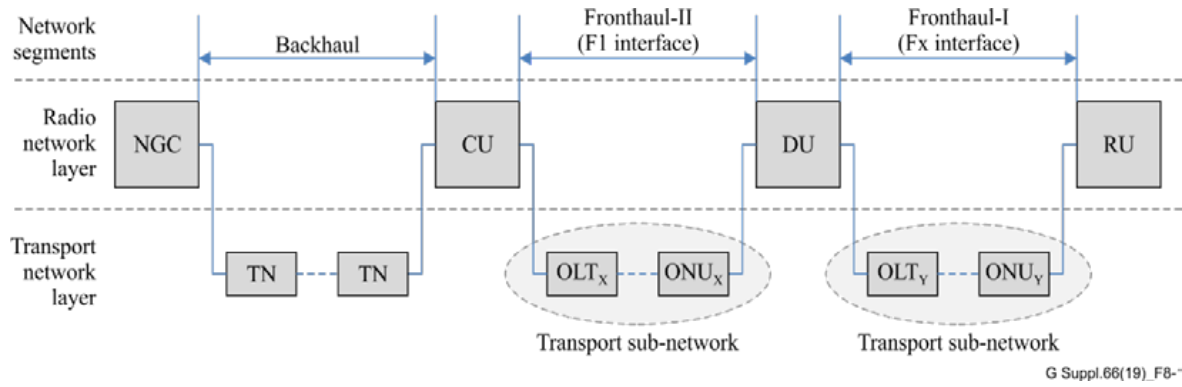 Network
segments
Backhaul
Fronthaul-II
(F1 interface)
Fronthaul-I
(Fx interface)
Radio
network
layer
NGC
CU
DU
RU
Transport
network
layer
TN
TN
OLTX
ONUX
OLTY
ONUY
Transport sub-network
Transport sub-network
G Suppl.66(19)_F8-